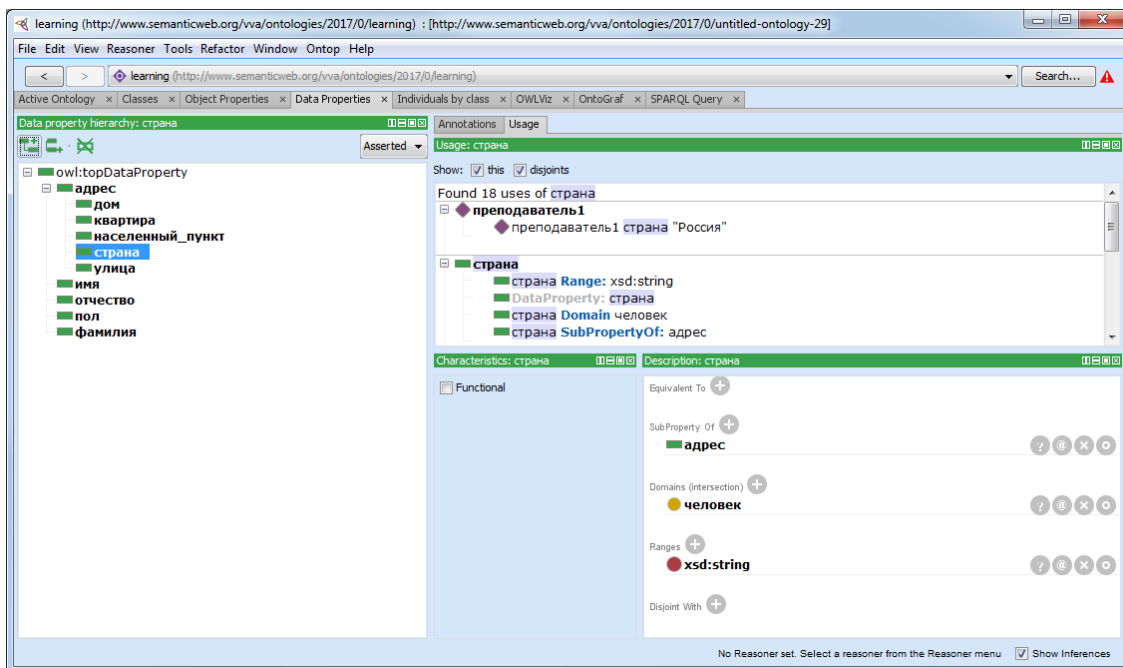 learning (http://www.semanticweb.org/vva/ontologies/2017/0/learning) : [http://www.semanticweb.org/vva/ontologies/2017/0/untitled-ontology-29]
File Edit View Reasoner Tools Refactor Window Ontop Help
< > learning (http://www.semanticweb.org/vva/ontologies/2017/0/learning) Search...
Active Ontology × Classes × Object Properties × Data Properties × Individuals by class × OWLViz × OntoGraf × SPARQL Query ×
Data property hierarchy: страна
Asserted
owl:topDataProperty
адрес
дом
квартира
населенный_пункт
страна
улица
имя
отчество
пол
фамилия
Annotations Usage
Usage: страна
Show: this disjoints
Found 18 uses of страна
преподаватель1
преподаватель1 страна "Россия"
страна
страна Range: xsd:string
DataProperty: страна
страна Domain человек
страна SubPropertyOf: адрес
Characteristics: страна
Functional
Description: страна
Equivalent To
SubProperty Of
адрес
Domains (intersection)
человек
Ranges
xsd:string
Disjoint With
No Reasoner set. Select a reasoner from the Reasoner menu Show Inferences